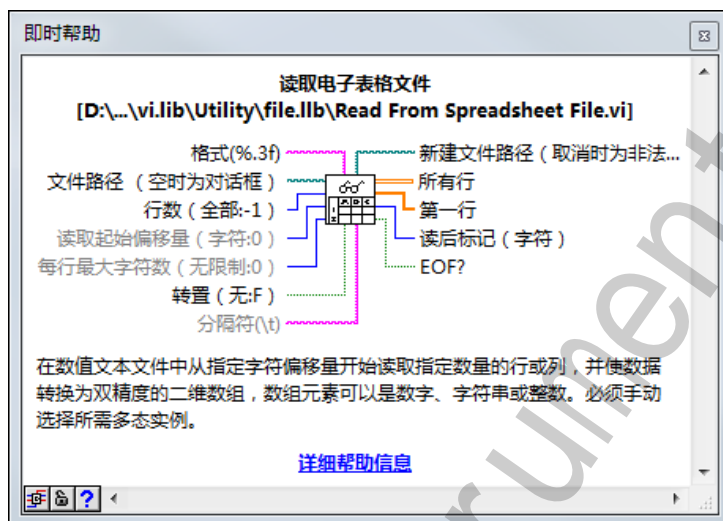 即时帮助
读取电子表格文件
[D:\...\vi.lib\Utility\file.llb\Read From Spreadsheet File.vi]
格式(%.3f)
新建文件路径（取消时为非法...
文件路径 （空时为对话框 ）
所有行
行数（全部:-1 ）
第一行
读取起始偏移量（字符:0 ）
读后标记（字符 ）
每行最大字符数（无限制:0 ）
EOF?
转置（无:F ）
分隔符(\t)
在数值文本文件中从指定字符偏移量开始读取指定数量的行或列，并使数据
转换为双精度的二维数组，数组元素可以是数字、字符串或整数。必须手动
选择所需多态实例。
详细帮助信息